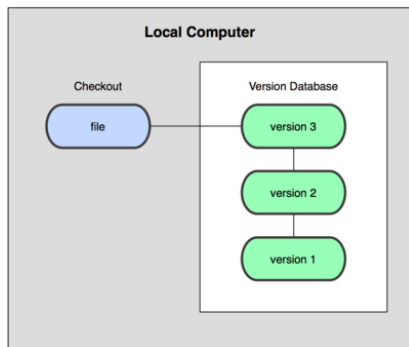 Local Computer
Checkout
Version Database
file
version 3
version 2
version 1